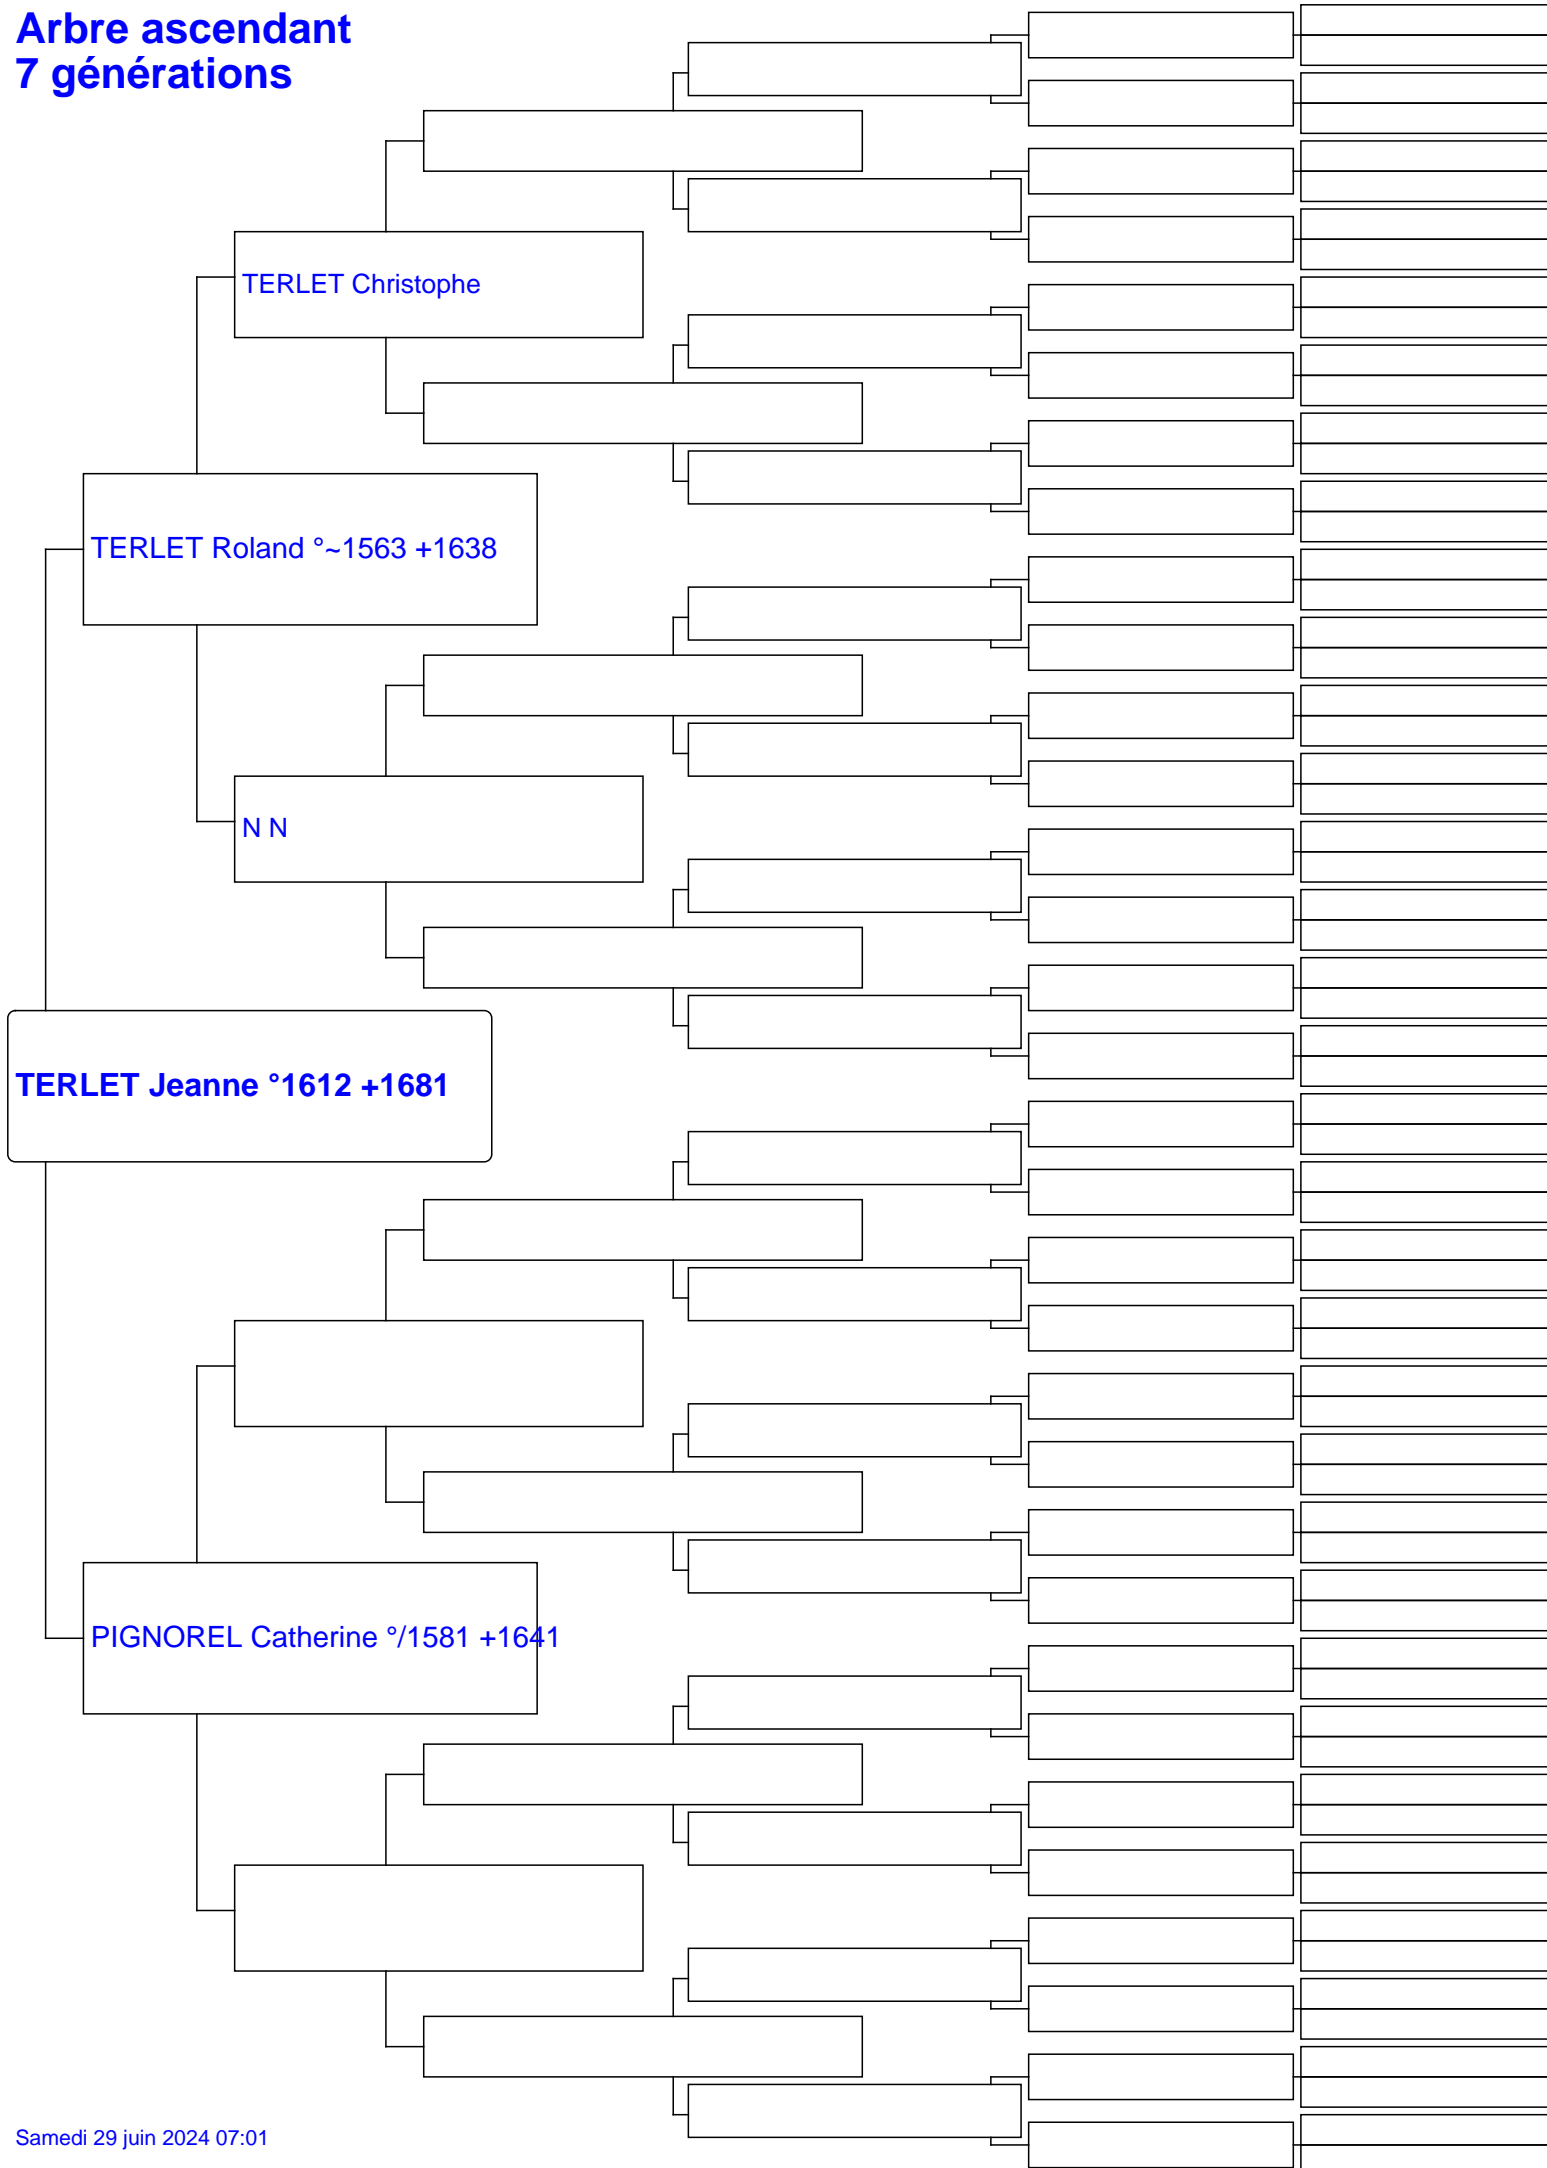 Arbre ascendant
7 générations
TERLET Christophe
TERLET Roland °~1563 +1638
N N
TERLET Jeanne °1612 +1681
PIGNOREL Catherine °/1581 +1641
Samedi 29 juin 2024 07:01